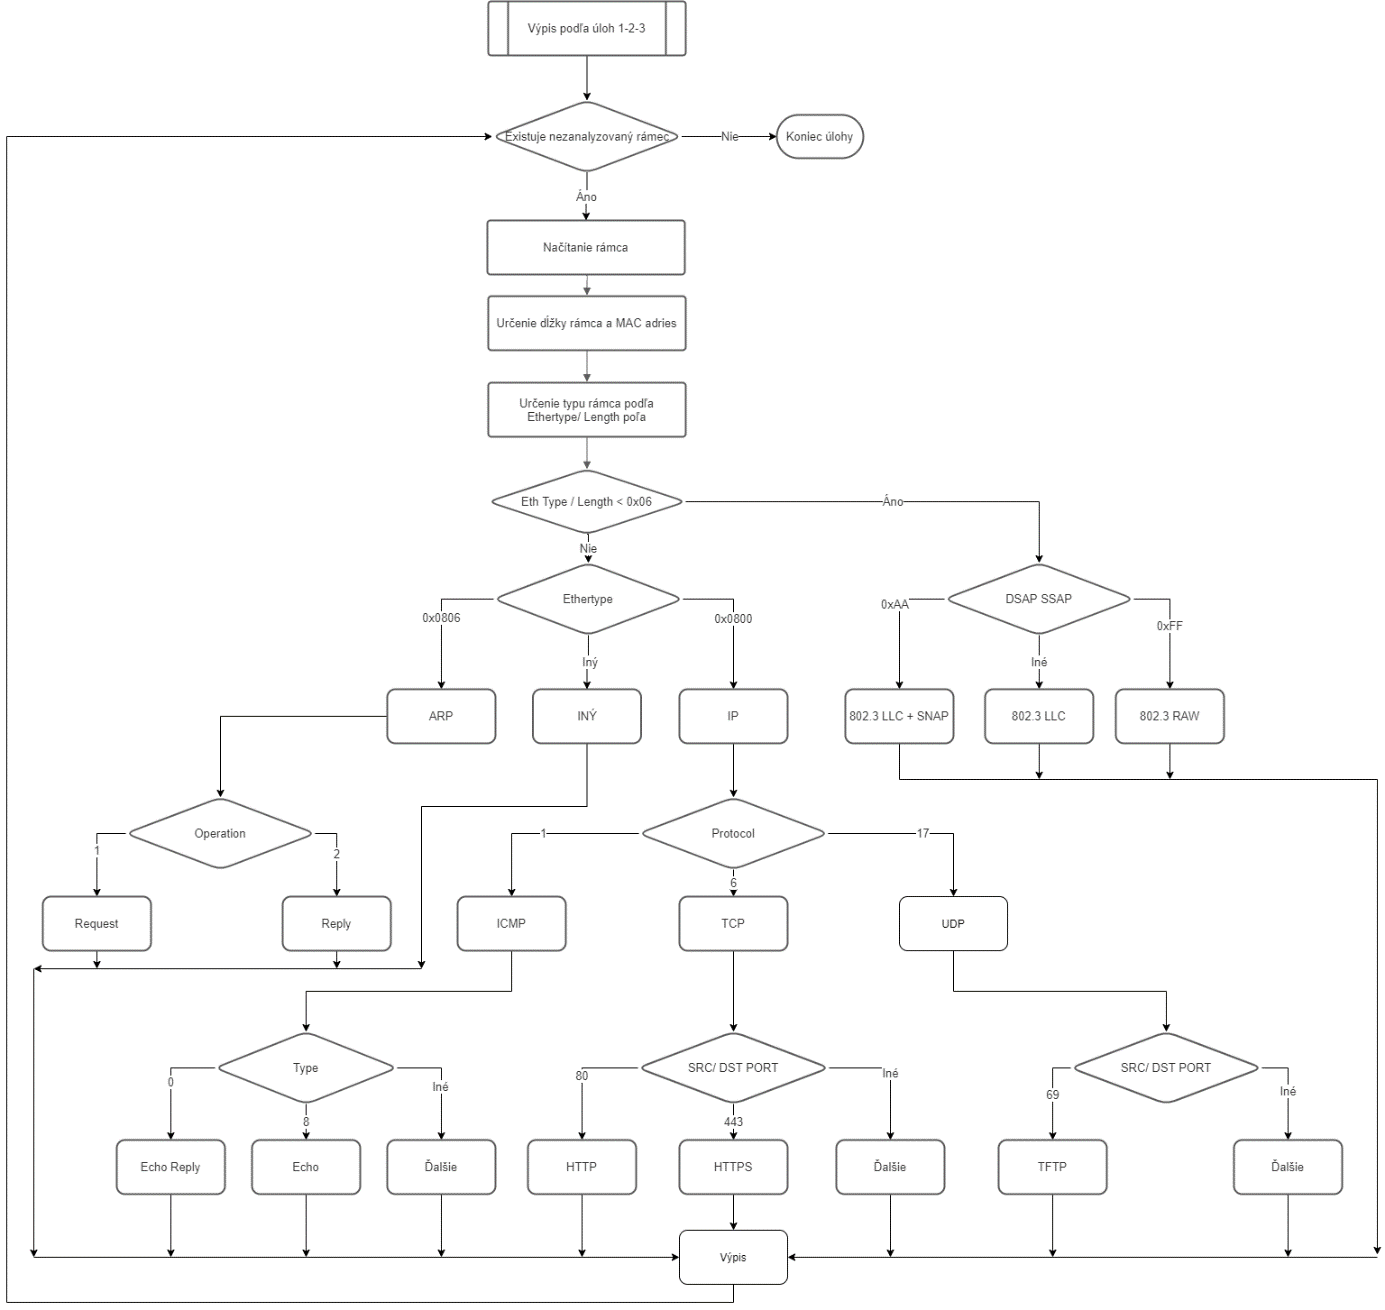 Výpis podľa úloh 1-2-3
Existuje nezanalyzovaný rámec
Nie
Koniec úlohy
Áno
Načítanie rámca
Určenie dĺžky rámca a MAC adries
Určenie typu rámca podľa
Ethertype/ Length poľa
Eth Type / Length < 0x06
Áno
Nie
Ethertype
DSAP SSAP
0x0806
Iný
0x0800
0xAA
Iné
0xFF
ARP
INÝ
IP
802.3 LLC + SNAP
802.3 LLC
802.3 RAW
Operation
Protocol
1
2
1
6
17
Request
Reply
ICMP
TCP
UDP
Type
SRC/ DST PORT
SRC/ DST PORT
0
8
Iné
80
443
Iné
69
Iné
Echo Reply
Echo
Ďalšie
HTTP
HTTPS
Ďalšie
TFTP
Ďalšie
Výpis